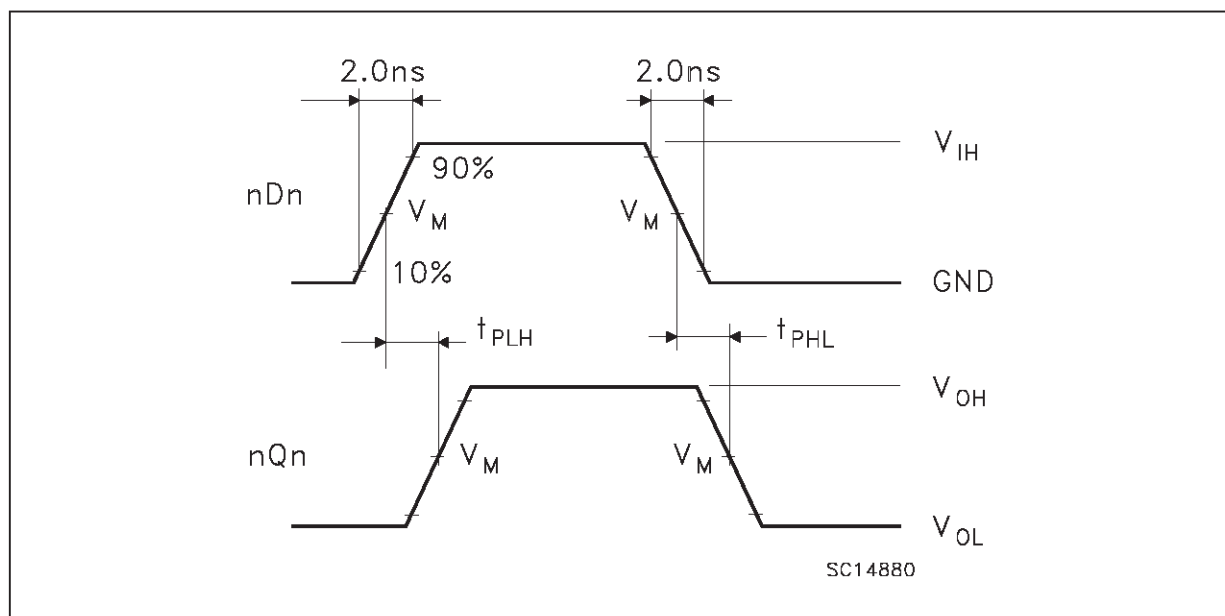 2.0ns 2.0ns
V_IH
90%
nDn V_M V_M
10% GND
t_PLH t_PHL
V_OH
nQn V_M V_M
V_OL
SC14880